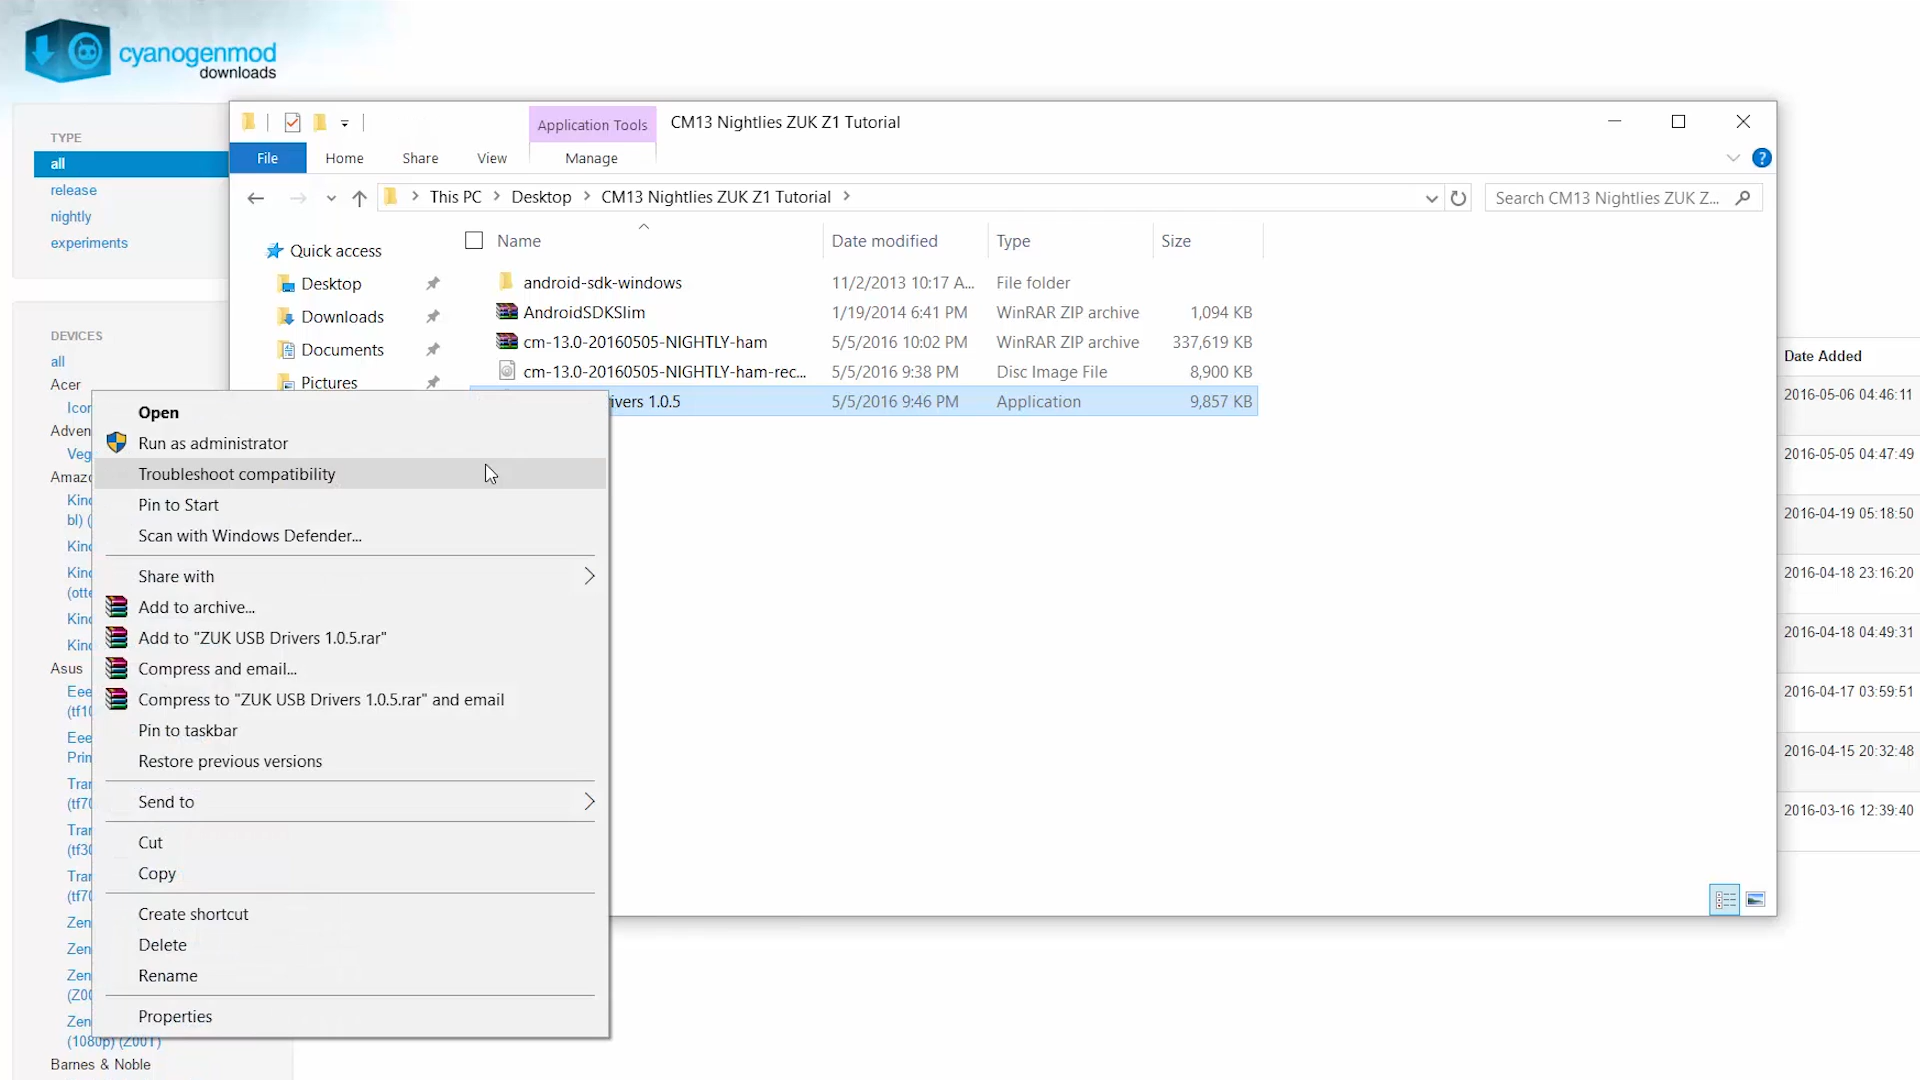 cyanogenmod
downloads
TYPE
all
release
nightly
experiments
DEVICES
all
Acer
Asus
Barnes & Noble
Application Tools
CM13 Nightlies ZUK Z1 Tutorial
File
Home
Share
View
Manage
This PC
Desktop
CM13 Nightlies ZUK Z1 Tutorial
Search CM13 Nightlies ZUK Z...
Quick access
Desktop
Downloads
Documents
Pictures
Name Date modified Type Size
android-sdk-windows 11/2/2013 10:17 A... File folder
AndroidSDKSlim 1/19/2014 6:41 PM WinRAR ZIP archive 1,094 KB
cm-13.0-20160505-NIGHTLY-ham 5/5/2016 10:02 PM WinRAR ZIP archive 337,619 KB
cm-13.0-20160505-NIGHTLY-ham-rec... 5/5/2016 9:38 PM Disc Image File 8,900 KB
ivers 1.0.5 5/5/2016 9:46 PM Application 9,857 KB
Open
Run as administrator
Troubleshoot compatibility
Pin to Start
Scan with Windows Defender...
Share with
Add to archive...
Add to "ZUK USB Drivers 1.0.5.rar"
Compress and email...
Compress to "ZUK USB Drivers 1.0.5.rar" and email
Pin to taskbar
Restore previous versions
Send to
Cut
Copy
Create shortcut
Delete
Rename
Properties
Date Added
2016-05-06 04:46:11
2016-05-05 04:47:49
2016-04-19 05:18:50
2016-04-18 23:16:20
2016-04-18 04:49:31
2016-04-17 03:59:51
2016-04-15 20:32:48
2016-03-16 12:39:40